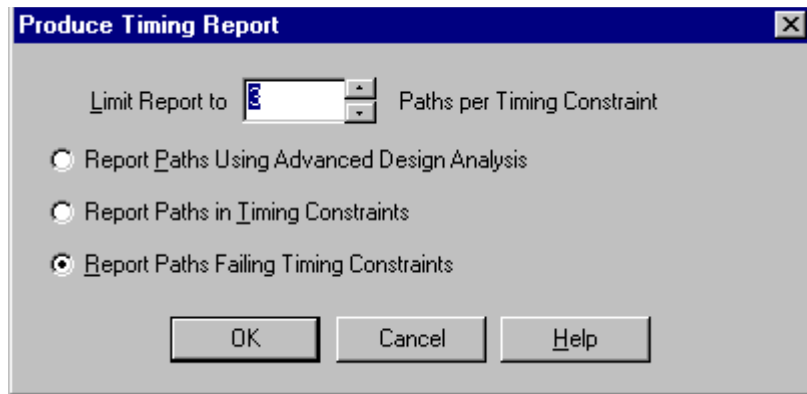 Produce Timing Report
Limit Report to 3 Paths per Timing Constraint
Report Paths Using Advanced Design Analysis
Report Paths in Timing Constraints
Report Paths Failing Timing Constraints
OK Cancel Help